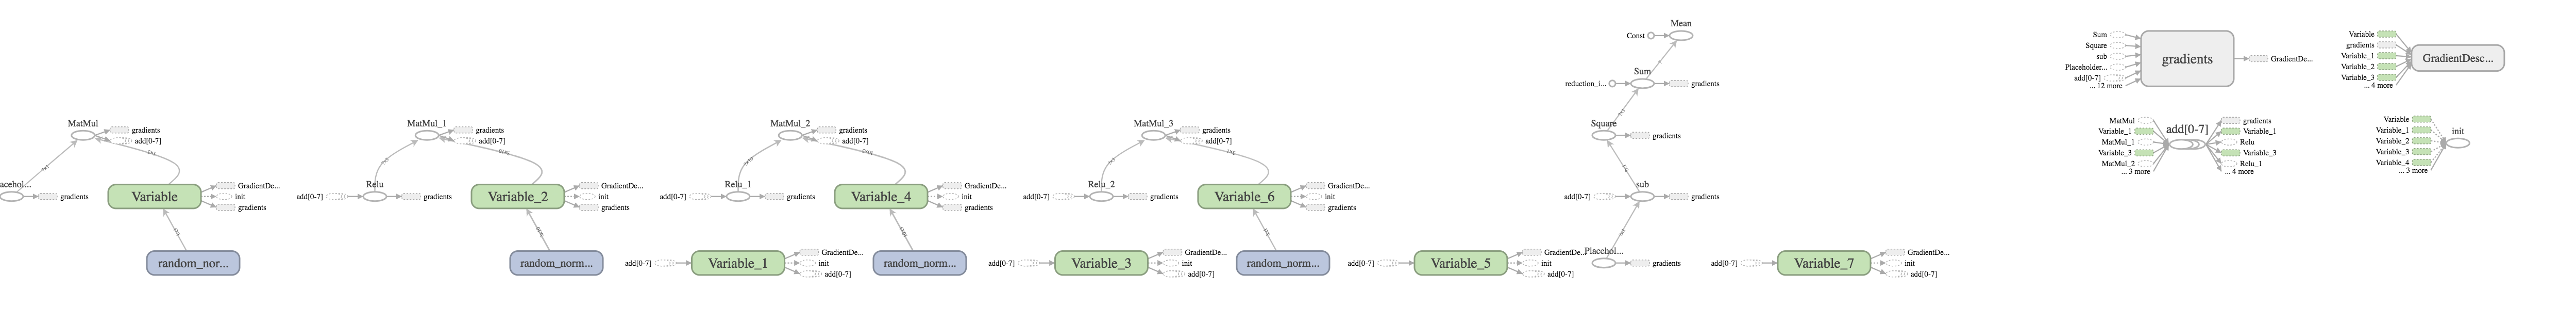 Mean
Const
Sum
reduction_i...
gradients
Square
gradients
sub
add[0-7]
gradients
Placehol...
gradients
MatMul
gradients
add[0-7]
acehol...
gradients
Variable
GradientDe...
init
gradients
random_nor...
MatMul_1
gradients
add[0-7]
Relu
add[0-7]
gradients
Variable_2
GradientDe...
init
gradients
random_norm...
add[0-7]
Variable_1
GradientDe...
init
add[0-7]
MatMul_2
gradients
add[0-7]
Relu_1
add[0-7]
gradients
Variable_4
GradientDe...
init
gradients
random_norm...
add[0-7]
Variable_3
GradientDe...
init
add[0-7]
MatMul_3
gradients
add[0-7]
Relu_2
add[0-7]
gradients
Variable_6
GradientDe...
init
gradients
random_norm...
add[0-7]
Variable_5
GradientDe...
init
add[0-7]
add[0-7]
Variable_7
GradientDe...
init
add[0-7]
Sum
Square
sub
Placeholder...
add[0-7]
... 12 more
gradients
GradientDe...
Variable
gradients
Variable_1
Variable_2
Variable_3
... 4 more
GradientDesc...
MatMul
Variable_1
MatMul_1
Variable_3
MatMul_2
... 3 more
add[0-7]
gradients
Variable_1
Relu
Variable_3
Relu_1
... 4 more
Variable
Variable_1
Variable_2
Variable_3
Variable_4
... 3 more
init